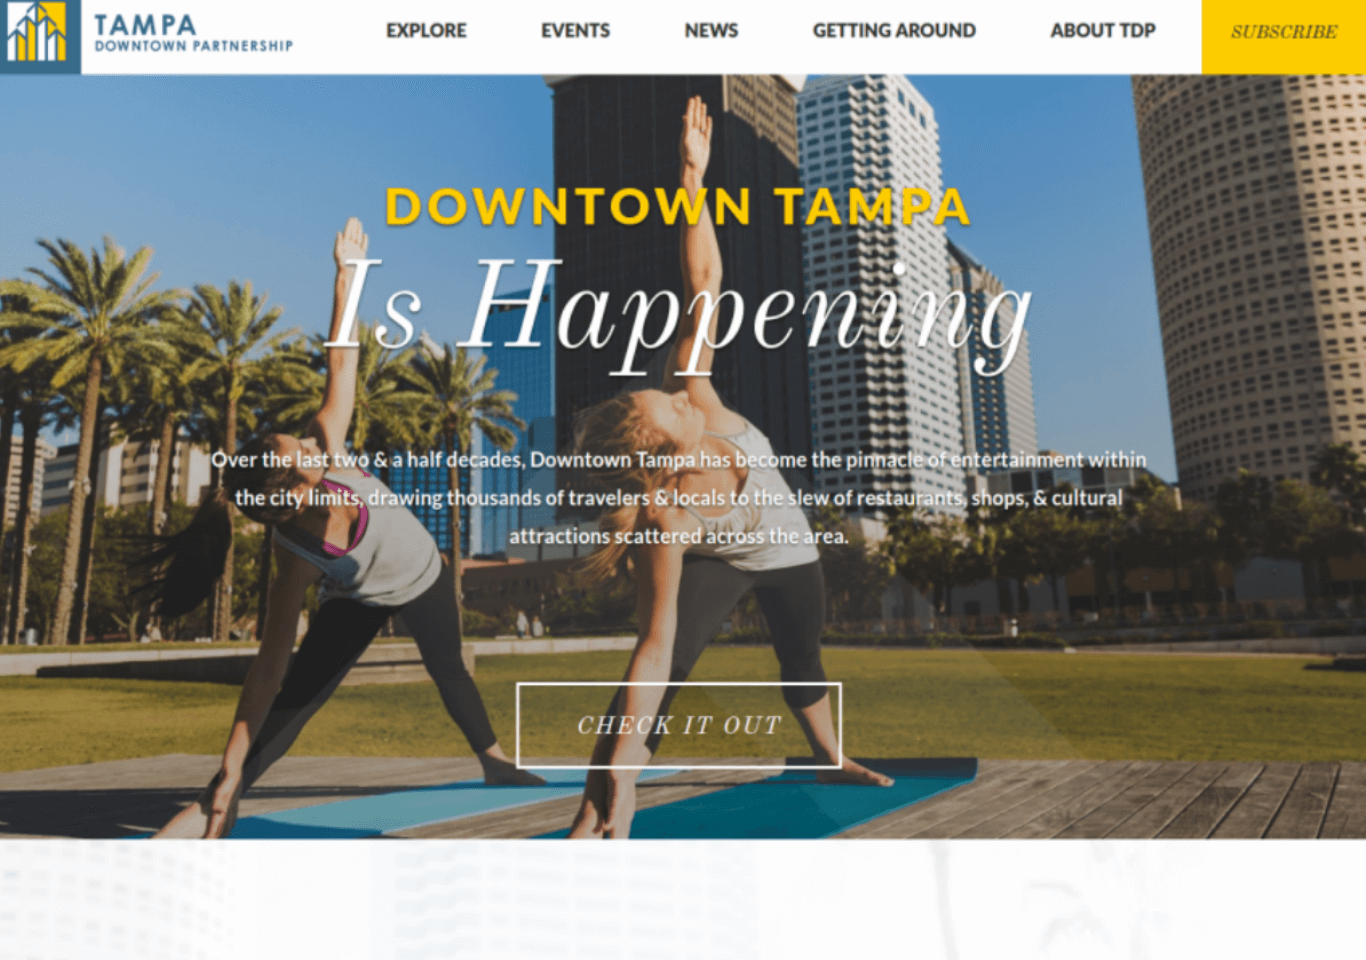 TAMPA
DOWNTOWN PARTNERSHIP
EXPLORE
EVENTS
NEWS
GETTING AROUND
ABOUT TDP
SUBSCRIBE
DOWNTOWN TAMPA
Is Happening
Over the last two & a half decades, Downtown Tampa has become the pinnacle of entertainment within
the city limits, drawing thousands of travelers & locals to the slew of restaurants, shops, & cultural
attractions scattered across the area.
CHECK IT OUT